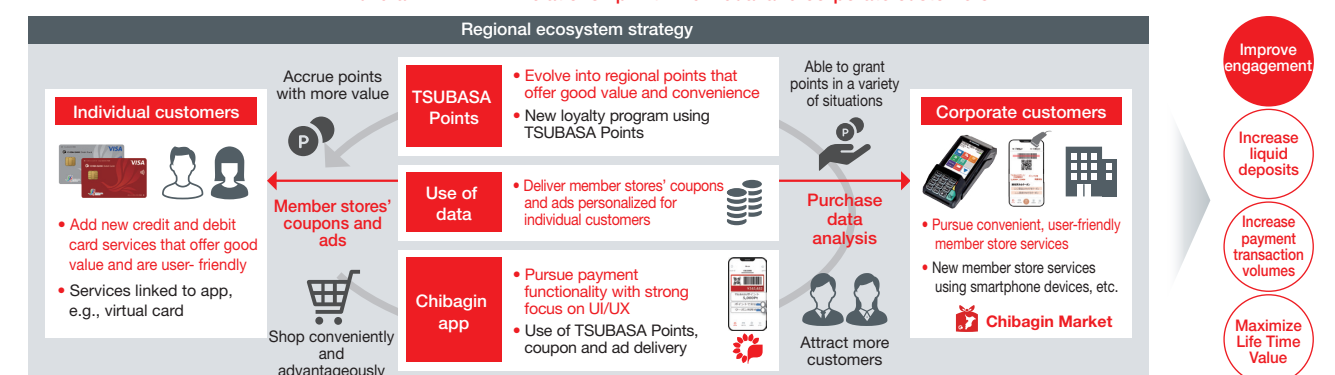 Regional ecosystem strategy
Individual customers
• Add new credit and debit
card services that offer good
value and are user- friendly
• Services linked to app,
e.g., virtual card
Accrue points
with more value
P
Member stores’
coupons and
ads
Shop conveniently
and
advantageously
TSUBASA
Points
• Evolve into regional points that
offer good value and convenience
• New loyalty program using
TSUBASA Points
Use of
data
• Deliver member stores’ coupons
and ads personalized for
individual customers
Chibagin
app
• Pursue payment
functionality with strong
focus on UI/UX
• Use of TSUBASA Points,
coupon and ad delivery
Able to grant
points in a variety
of situations
P
Purchase
data
analysis
Attract more
customers
Corporate customers
• Pursue convenient, user-friendly
member store services
• New member store services
using smartphone devices, etc.
Chibagin Market
Improve
engagement
Increase
liquid
deposits
Increase
payment
transaction
volumes
Maximize
Life Time
Value
VISA
VISA